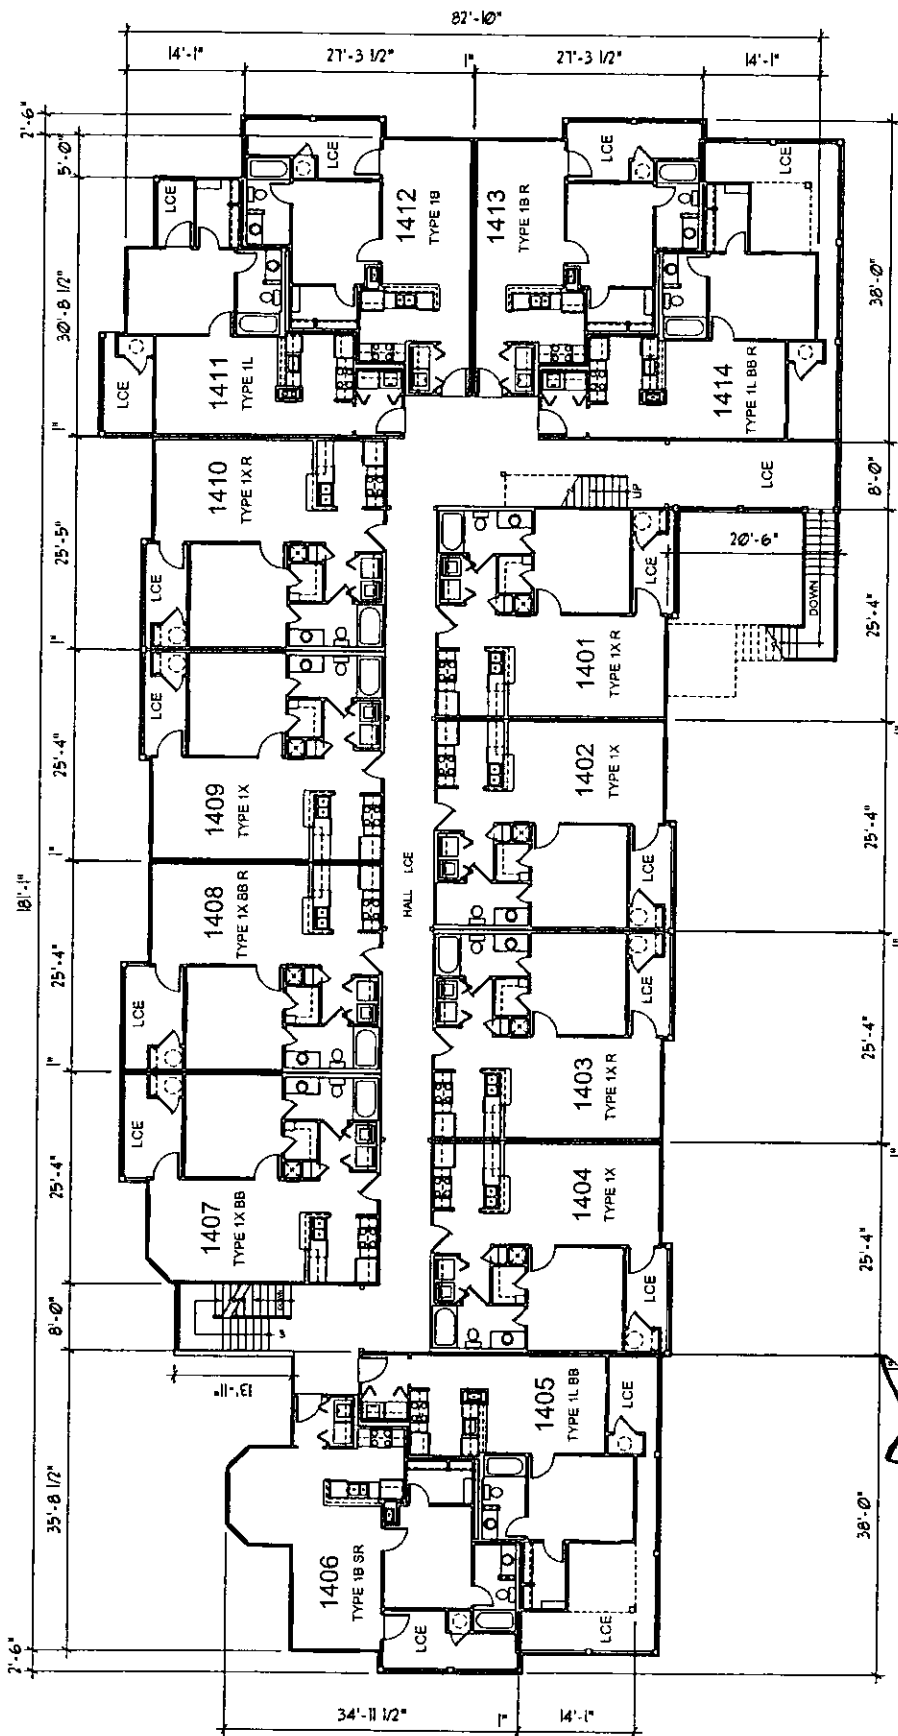 82'-10"
14'-1"
27'-3 1/2"
1"
27'-3 1/2"
14'-1"
2'-6"
5'-0"
30'-8 1/2"
1"
25'-5"
1"
25'-4"
1"
181'-1"
25'-4"
1"
25'-4"
8'-0"
35'-8 1/2"
2'-6"
LCE
LCE
1411
TYPE 1L
LCE
1412
TYPE 1B
LCE
1413
TYPE 1B R
LCE
1414
TYPE 1L BB R
38'-0"
LCE
8'-0"
UP
1410
TYPE 1X R
LCE
LCE
1409
TYPE 1X
1408
TYPE 1X BB R
LCE
LCE
1407
TYPE 1X BB
HALL LCE
LCE
20'-6"
DOWN
1401
TYPE 1X R
25'-4"
1"
1402
TYPE 1X
LCE
25'-4"
1"
LCE
1403
TYPE 1X R
25'-4"
1"
1404
TYPE 1X
LCE
25'-4"
1"
13'-11"
1405
TYPE 1L BB
LCE
1406
TYPE 1B SR
LCE
LCE
38'-0"
34'-11 1/2"
1"
14'-1"